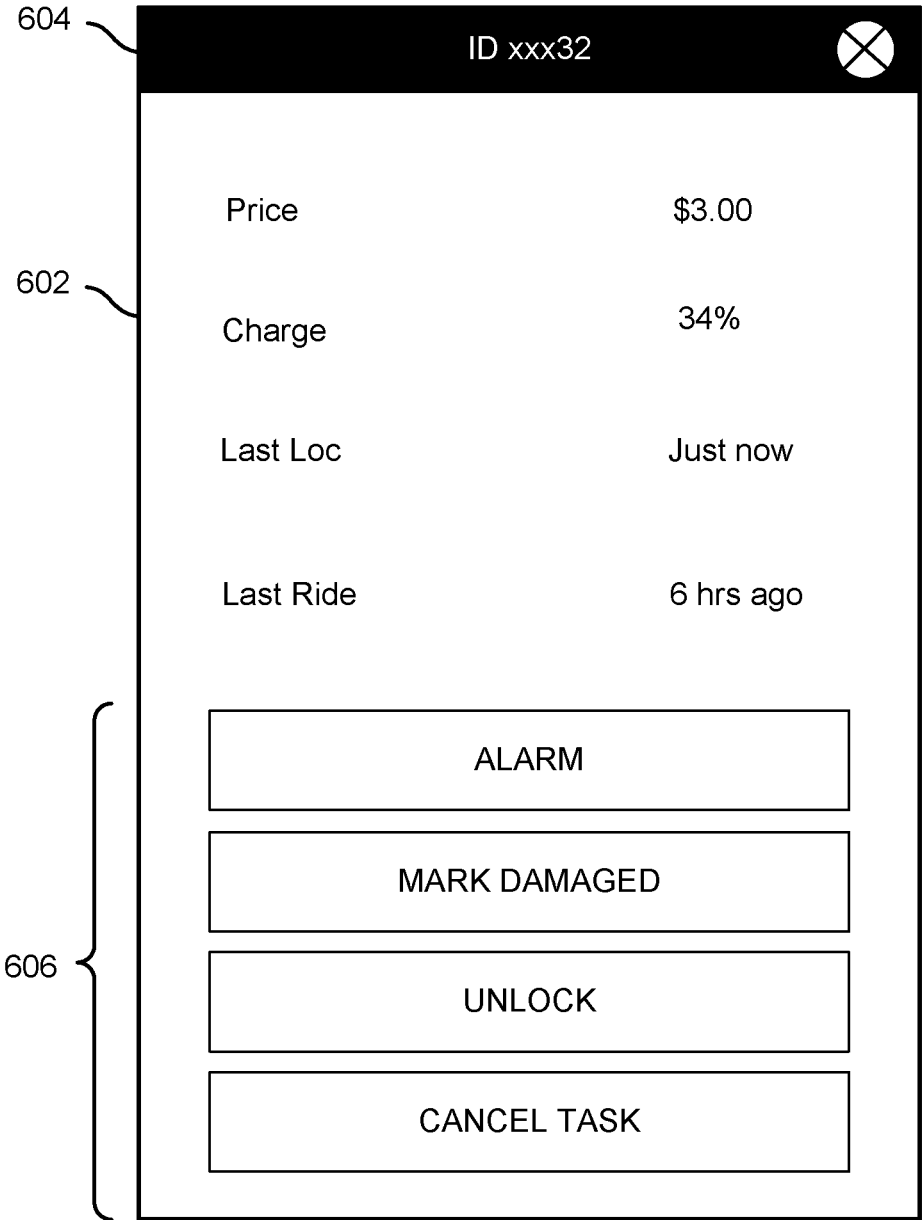 604
ID xxx32
Price $3.00
602
Charge 34%
Last Loc Just now
Last Ride 6 hrs ago
ALARM
MARK DAMAGED
606
UNLOCK
CANCEL TASK